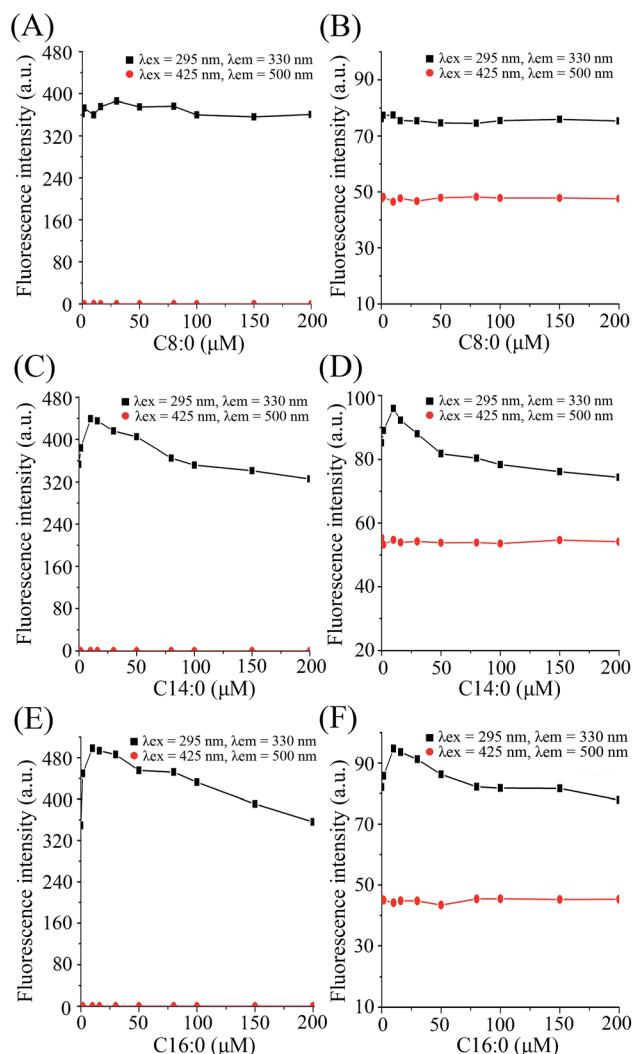 (A)
480
400
320
240
160
80
0
Fluorescence intensity (a.u.)
λex = 295 nm, λem = 330 nm
λex = 425 nm, λem = 500 nm
0 50 100 150 200
C8:0 (μM)
(B)
90
70
50
30
10
Fluorescence intensity (a.u.)
λex = 295 nm, λem = 330 nm
λex = 425 nm, λem = 500 nm
0 50 100 150 200
C8:0 (μM)
(C)
480
400
320
240
160
80
0
Fluorescence intensity (a.u.)
λex = 295 nm, λem = 330 nm
λex = 425 nm, λem = 500 nm
0 50 100 150 200
C14:0 (μM)
(D)
100
80
60
40
20
Fluorescence intensity (a.u.)
λex = 295 nm, λem = 330 nm
λex = 425 nm, λem = 500 nm
0 50 100 150 200
C14:0 (μM)
(E)
480
400
320
240
160
80
0
Fluorescence intensity (a.u.)
λex = 295 nm, λem = 330 nm
λex = 425 nm, λem = 500 nm
0 50 100 150 200
C16:0 (μM)
(F)
90
70
50
30
10
Fluorescence intensity (a.u.)
λex = 295 nm, λem = 330 nm
λex = 425 nm, λem = 500 nm
0 50 100 150 200
C16:0 (μM)